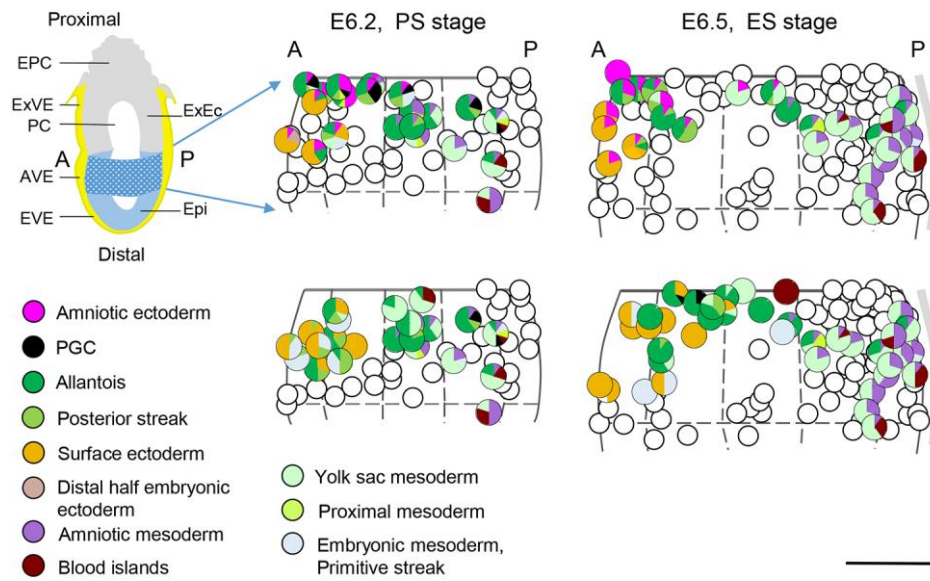 Proximal
EPC
ExVE
PC
ExEc
A
P
AVE
EVE
Epi
Distal
E6.2, PS stage
A
P
E6.5, ES stage
A
P
Amniotic ectoderm
PGC
Allantois
Posterior streak
Surface ectoderm
Distal half embryonic
ectoderm
Amniotic mesoderm
Blood islands
Yolk sac mesoderm
Proximal mesoderm
Embryonic mesoderm,
Primitive streak